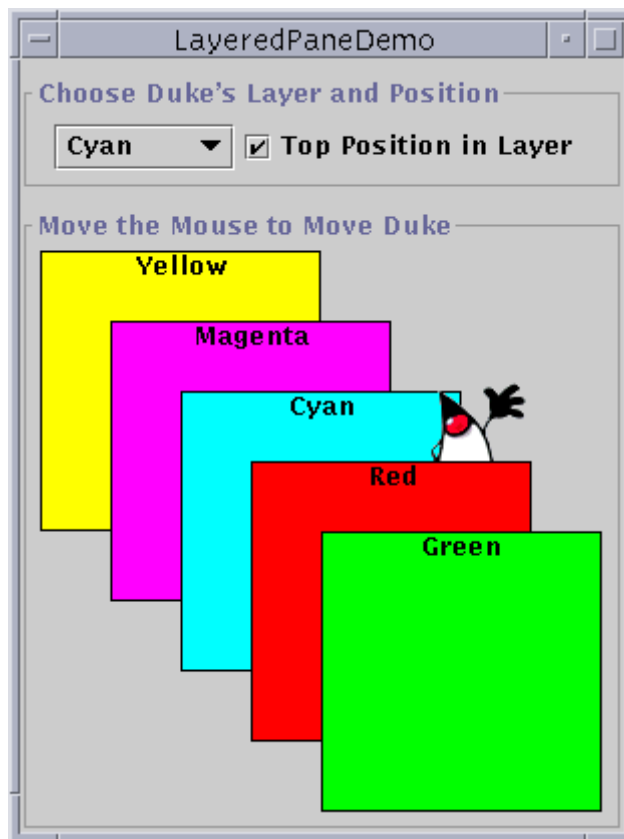 LayeredPaneDemo
Choose Duke's Layer and Position
Cyan Top Position in Layer
Move the Mouse to Move Duke
Yellow
Magenta
Cyan
Red
Green